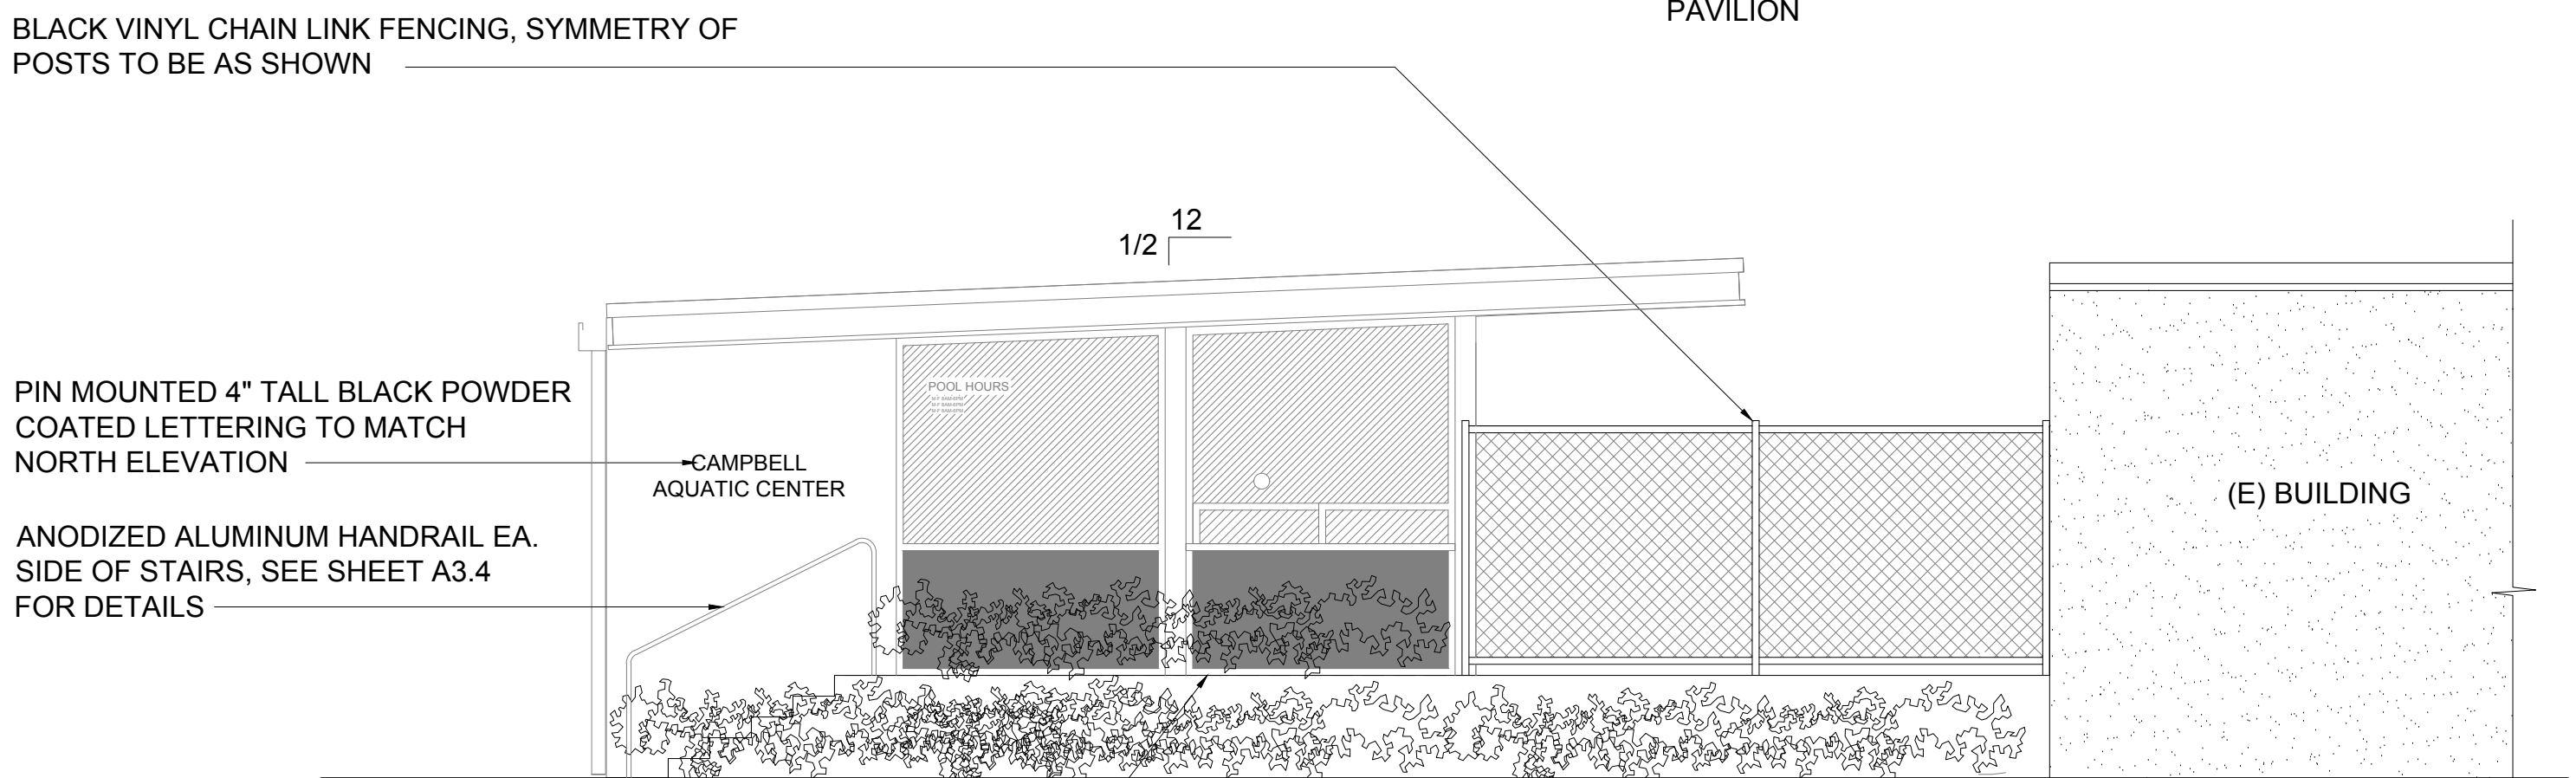 PAVILION
BLACK VINYL CHAIN LINK FENCING, SYMMETRY OF
POSTS TO BE AS SHOWN
12
1/2
POOL HOURS
PIN MOUNTED 4" TALL BLACK POWDER
COATED LETTERING TO MATCH
NORTH ELEVATION
CAMPBELL
AQUATIC CENTER
(E) BUILDING
ANODIZED ALUMINUM HANDRAIL EA.
SIDE OF STAIRS, SEE SHEET A3.4
FOR DETAILS